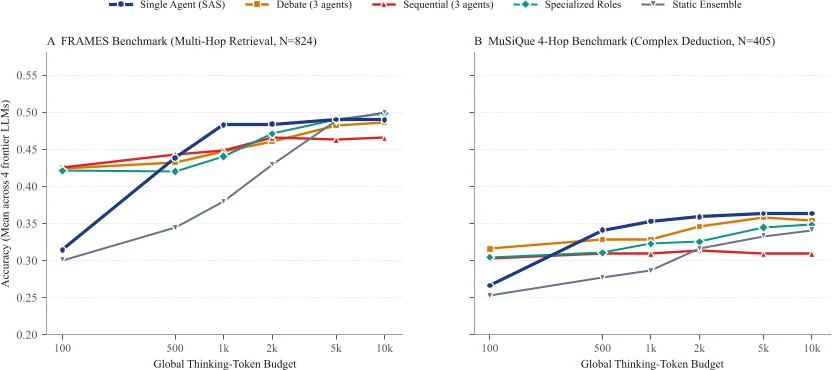 Single Agent (SAS) Debate (3 agents) Sequential (3 agents) Specialized Roles Static Ensemble
A FRAMES Benchmark (Multi-Hop Retrieval, N=824)
Accuracy (Mean across 4 frontier LLMs)
0.55
0.50
0.45
0.40
0.35
0.30
0.25
0.20
100 500 1k 2k 5k 10k
Global Thinking-Token Budget
B MuSiQue 4-Hop Benchmark (Complex Deduction, N=405)
100 500 1k 2k 5k 10k
Global Thinking-Token Budget